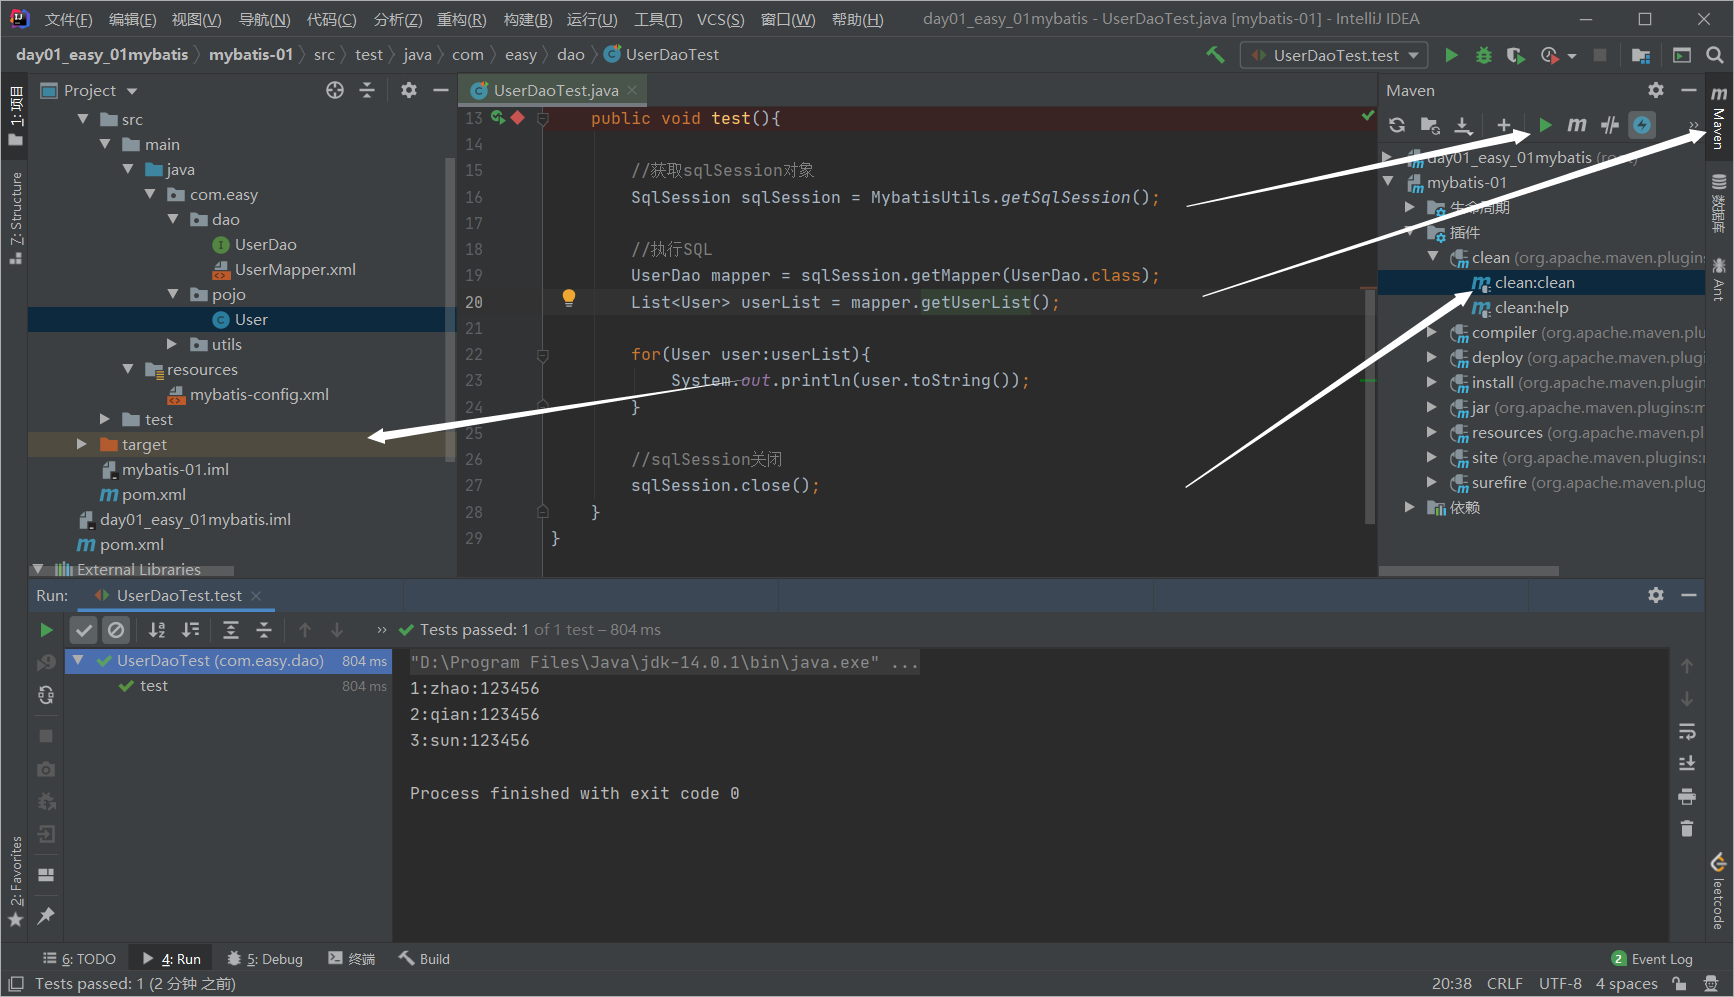 文件(F) 编辑(E) 视图(V) 导航(N) 代码(C) 分析(Z) 重构(R) 构建(B) 运行(U) 工具(T) VCS(S) 窗口(W) 帮助(H) day01_easy_01mybatis - UserDaoTest.java [mybatis-01] - IntelliJ IDEA
day01_easy_01mybatis mybatis-01 src test java com easy dao UserDaoTest UserDaoTest.test
1: 项目
Z: Structure
2: Favorites
Project
src
main
java
com.easy
dao
UserDao
UserMapper.xml
pojo
User
utils
resources
mybatis-config.xml
test
target
mybatis-01.iml
pom.xml
day01_easy_01mybatis.iml
pom.xml
External Libraries
UserDaoTest.java
13 public void test(){
14
15 //获取sqlSession对象
16 SqlSession sqlSession = MybatisUtils.getSqlSession();
17
18 //执行SQL
19 UserDao mapper = sqlSession.getMapper(UserDao.class);
20 List<User> userList = mapper.getUserList();
21
22 for(User user:userList){
23 System.out.println(user.toString());
24 }
25
26 //sqlSession关闭
27 sqlSession.close();
28 }
29 }
Maven
day01_easy_01mybatis (root)
mybatis-01
生命周期
插件
clean (org.apache.maven.plugins
clean:clean
clean:help
compiler (org.apache.maven.plu
deploy (org.apache.maven.plugi
install (org.apache.maven.plugin
jar (org.apache.maven.plugins:m
resources (org.apache.maven.pl
site (org.apache.maven.plugins:
surefire (org.apache.maven.plug
依赖
Maven
数据库
Ant
leetcode
Run: UserDaoTest.test
Tests passed: 1 of 1 test – 804 ms
UserDaoTest (com.easy.dao) 804 ms
test 804 ms
"D:\Program Files\Java\jdk-14.0.1\bin\java.exe" ...
1:zhao:123456
2:qian:123456
3:sun:123456
Process finished with exit code 0
6: TODO 4: Run 5: Debug 终端 Build 2 Event Log
Tests passed: 1 (2 分钟 之前) 20:38 CRLF UTF-8 4 spaces